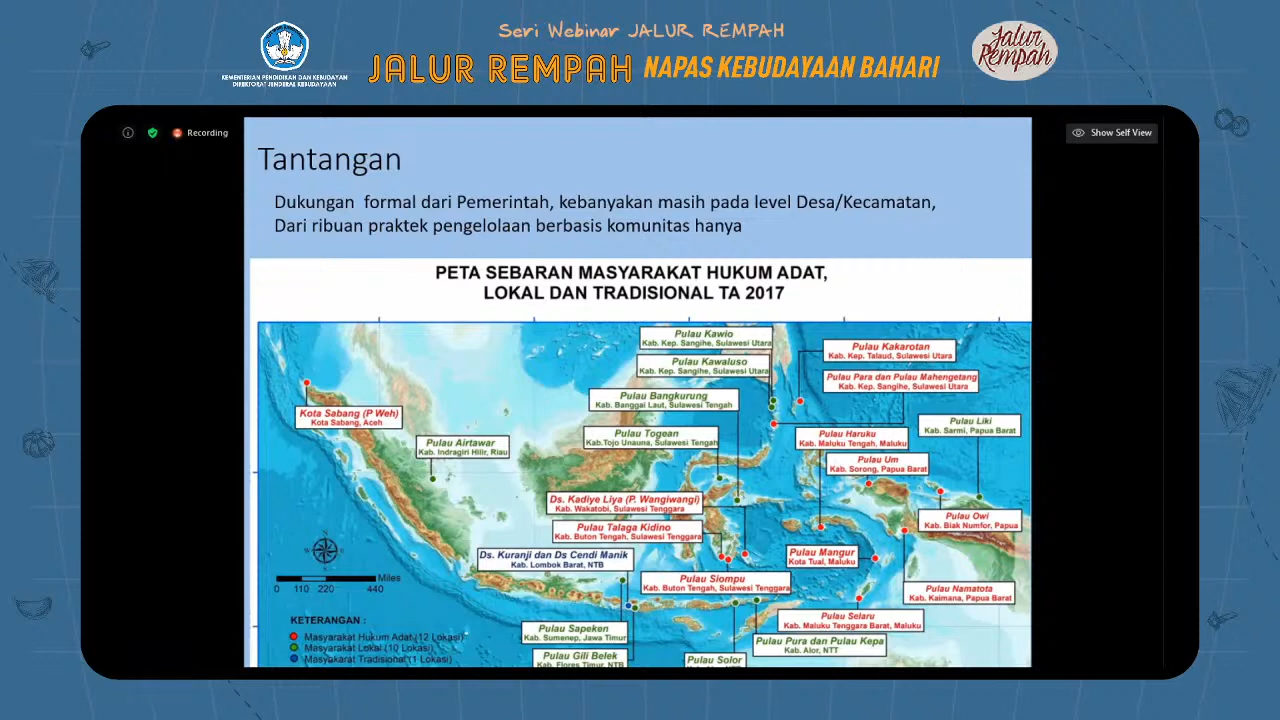 Seri Webinar JALUR REMPAH
JALUR REMPAH NAPAS KEBUDAYAAN BAHARI
KEMENTERIAN PENDIDIKAN DAN KEBUDAYAAN
DIREKTORAT JENDERAL KEBUDAYAAN
Jalur
Rempah
Recording
Show Self View
Tantangan
Dukungan formal dari Pemerintah, kebanyakan masih pada level Desa/Kecamatan,
Dari ribuan praktek pengelolaan berbasis komunitas hanya
PETA SEBARAN MASYARAKAT HUKUM ADAT,
LOKAL DAN TRADISIONAL TA 2017
Pulau Kawio
Kab. Kep. Sangihe, Sulawesi Utara
Pulau Kakarotan
Kab. Kep. Talaud, Sulawesi Utara
Pulau Kawaluso
Kab. Kep. Sangihe, Sulawesi Utara
Pulau Para dan Pulau Mahengetang
Kab. Kep. Sangihe, Sulawesi Utara
Pulau Bangkurung
Kab. Banggai Laut, Sulawesi Tengah
Kota Sabang (P Weh)
Kota Sabang, Aceh
Pulau Liki
Kab. Sarmi, Papua Barat
Pulau Airtawar
Kab. Indragiri Hilir, Riau
Pulau Togean
Kab.Tojo Unauna, Sulawesi Tengah
Pulau Haruku
Kab. Maluku Tengah, Maluku
Pulau Um
Kab. Sorong, Papua Barat
Ds. Kadiye Liya (P. Wangiwangi)
Kab. Wakatobi, Sulawesi Tenggara
Pulau Owi
Kab. Biak Numfor, Papua
Pulau Talaga Kidino
Kab. Buton Tengah, Sulawesi Tenggara
Ds. Kuranji dan Ds Cendi Manik
Kab. Lombok Barat, NTB
Pulau Mangur
Kota Tual, Maluku
Pulau Siompu
Kab. Buton Tengah, Sulawesi Tenggara
Pulau Namatota
Kab. Kaimana, Papua Barat
Miles
0 110 220 440
Pulau Selaru
Kab. Maluku Tenggara Barat, Maluku
Pulau Sapeken
Kab. Sumenep, Jawa Timur
Pulau Pura dan Pulau Kepa
Kab. Alor, NTT
Pulau Gili Belek
Kab. Flores Timur, NTB
Pulau Solor
KETERANGAN :
Masyarakat Hukum Adat (12 Lokasi)
Masyakat Lokal (10 Lokasi)
Masyakarat Tradisional (1 Lokasi)